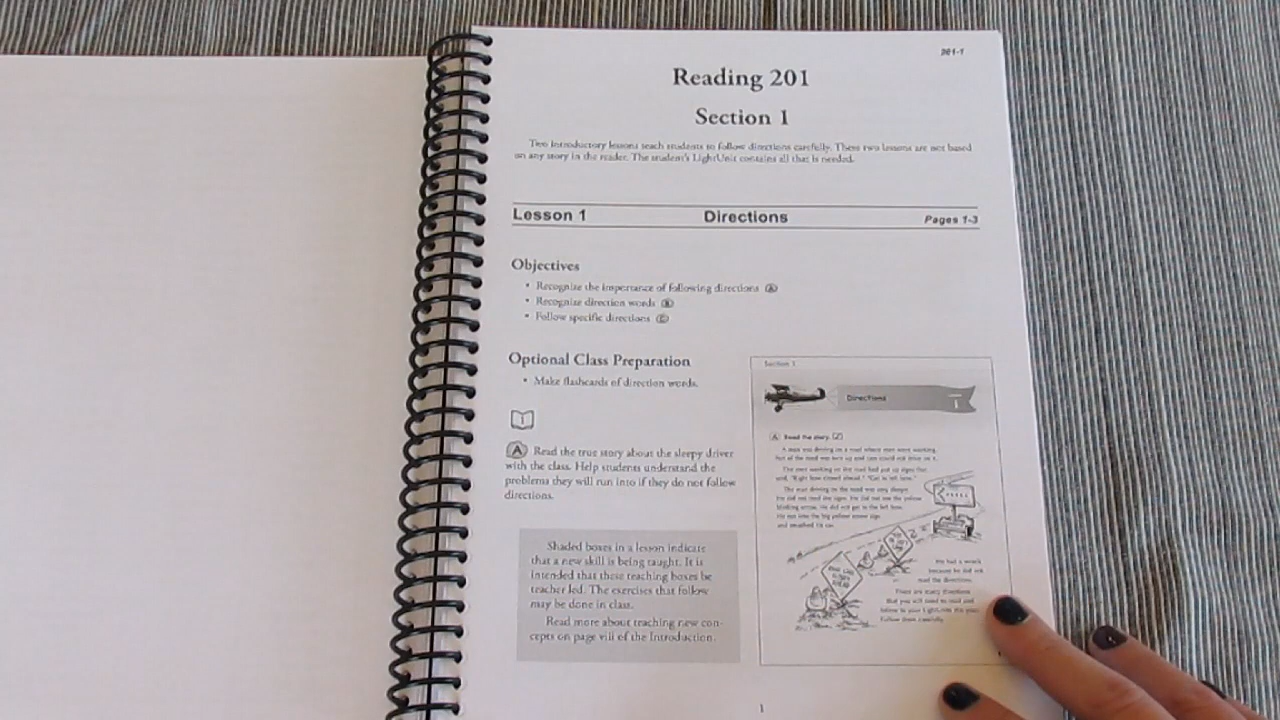 201-1
Reading 201
Section 1
Two introductory lessons teach students to follow directions carefully. These two lessons are not based
on any story in the reader. The student's LightUnit contains all that is needed.
Lesson 1 Directions Pages 1-3
Objectives
• Recognize the importance of following directions A
• Recognize direction words B
• Follow specific directions C
Optional Class Preparation
• Make flashcards of direction words.
A Read the true story about the sleepy driver
with the class. Help students understand the
problems they will run into if they do not follow
directions.
Shaded boxes in a lesson indicate
that a new skill is being taught. It is
intended that these teaching boxes be
teacher led. The exercises that follow
may be done in class.
Read more about teaching new con-
cepts on page viii of the Introduction.
Section 1
Directions 1
A Read the story.
A man was driving on a road where men were working.
Part of the road was torn up and cars could not drive on it.
The men working on the road had put up signs that
said, "Right lane closed ahead." "Get in left lane."
The man driving on the road was very sleepy.
He did not read the signs. He did not see the yellow
blinking arrow. He did not get in the left lane.
He ran into the big yellow arrow sign
and smashed his car.
He had a wreck
because he did not
read the directions.
There are many directions
that you will need to read and
follow in your LightUnits this year.
Follow them carefully.
1